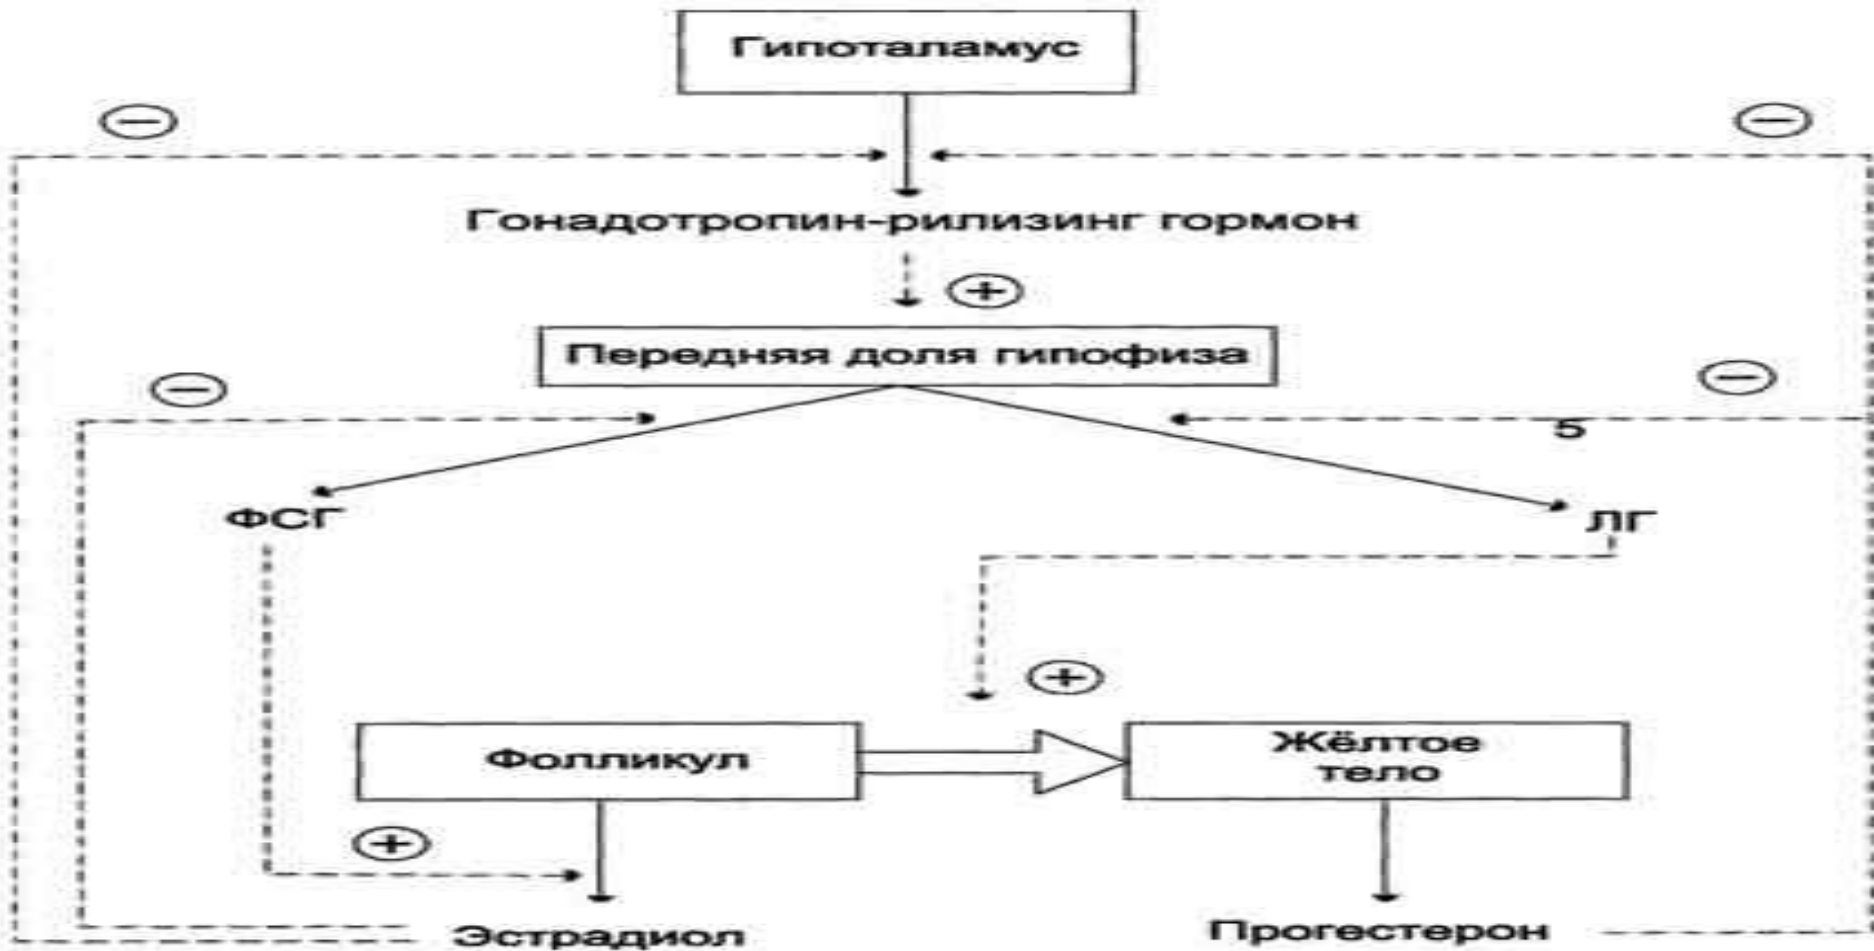 Гипоталамус
Гонадотропин-рилизинг гормон
Передняя доля гипофиза
5
ФСГ
ЛГ
Фолликул
Жёлтое
тело
Эстрадиол
Прогестерон